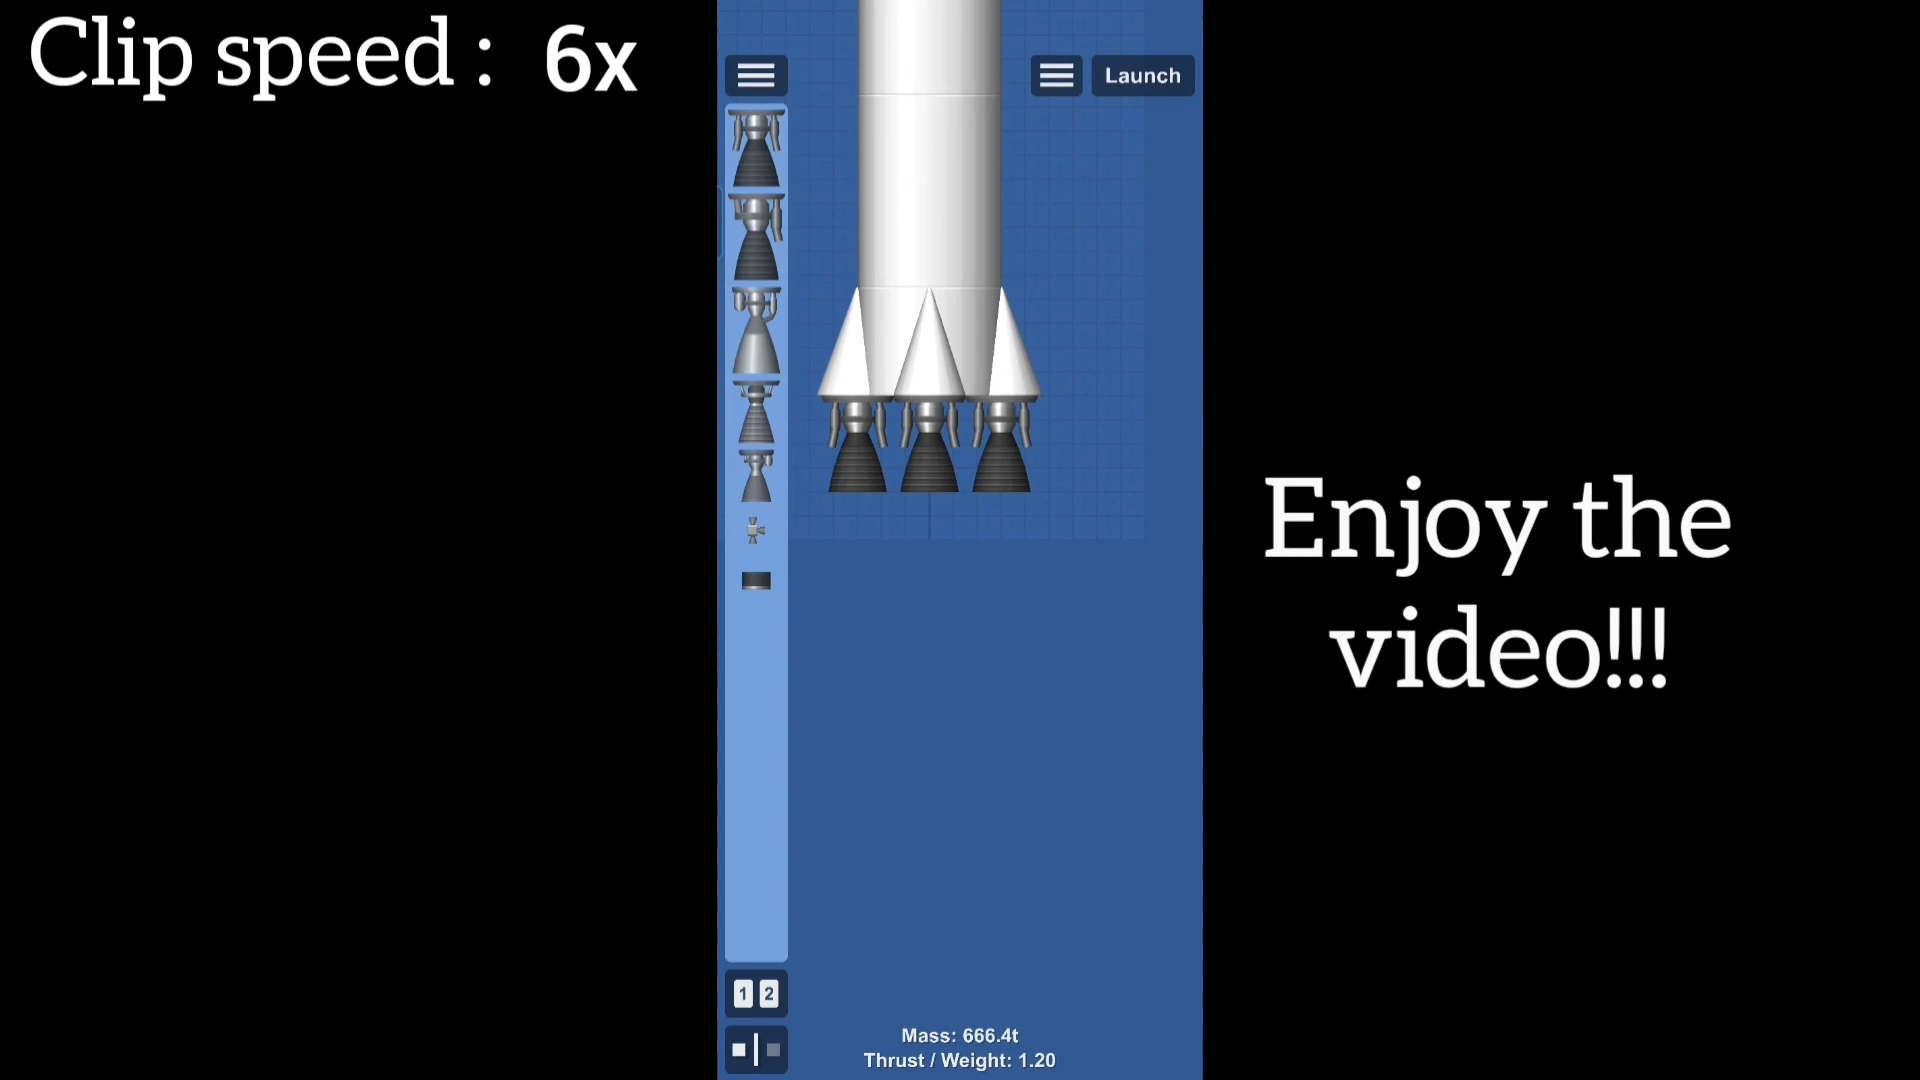 Clip speed : 6x
Launch
Enjoy the
video!!!
1 2
Mass: 666.4t
Thrust / Weight: 1.20